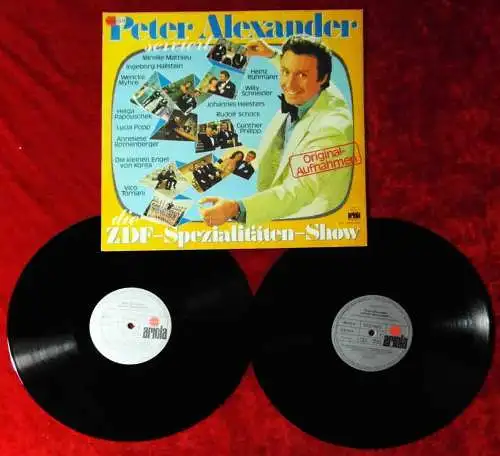 Peter Alexander
serviert
Mireille Mathieu
Ingeborg Hallstein
Wencke
Myhre
Heinz
Rühmann
Willy
Schneider
Johannes Heesters
Helga
Papouschek
Rudolf Schock
Lucia Popp
Gunther
Philipp
Anneliese
Rothenberger
Original-
Aufnahmen
Die kleinen Engel
von Korea
Vico
Torriani
ariola
die
ZDF-Spezialitäten-Show
ariola
ariola